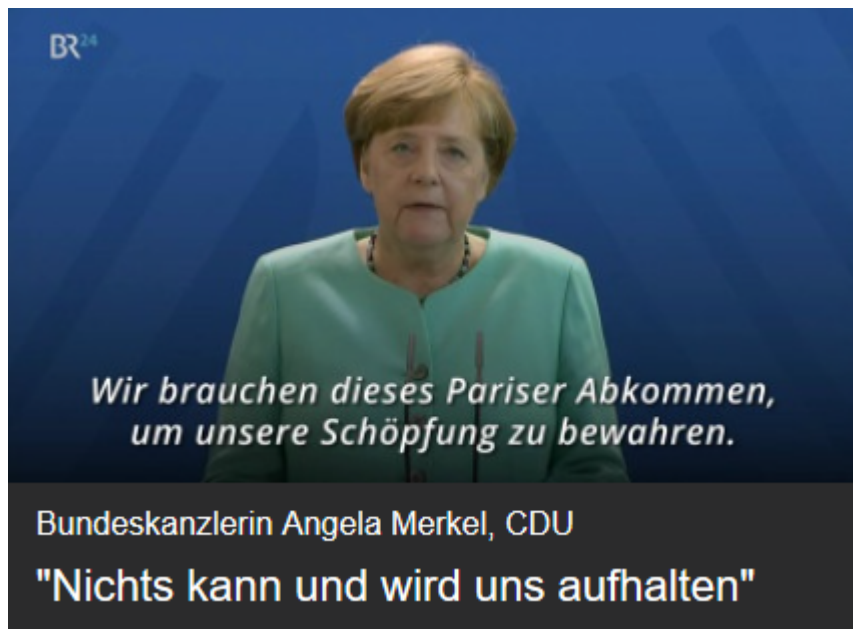 BR24
Wir brauchen dieses Pariser Abkommen,
um unsere Schöpfung zu bewahren.
Bundeskanzlerin Angela Merkel, CDU
"Nichts kann und wird uns aufhalten"